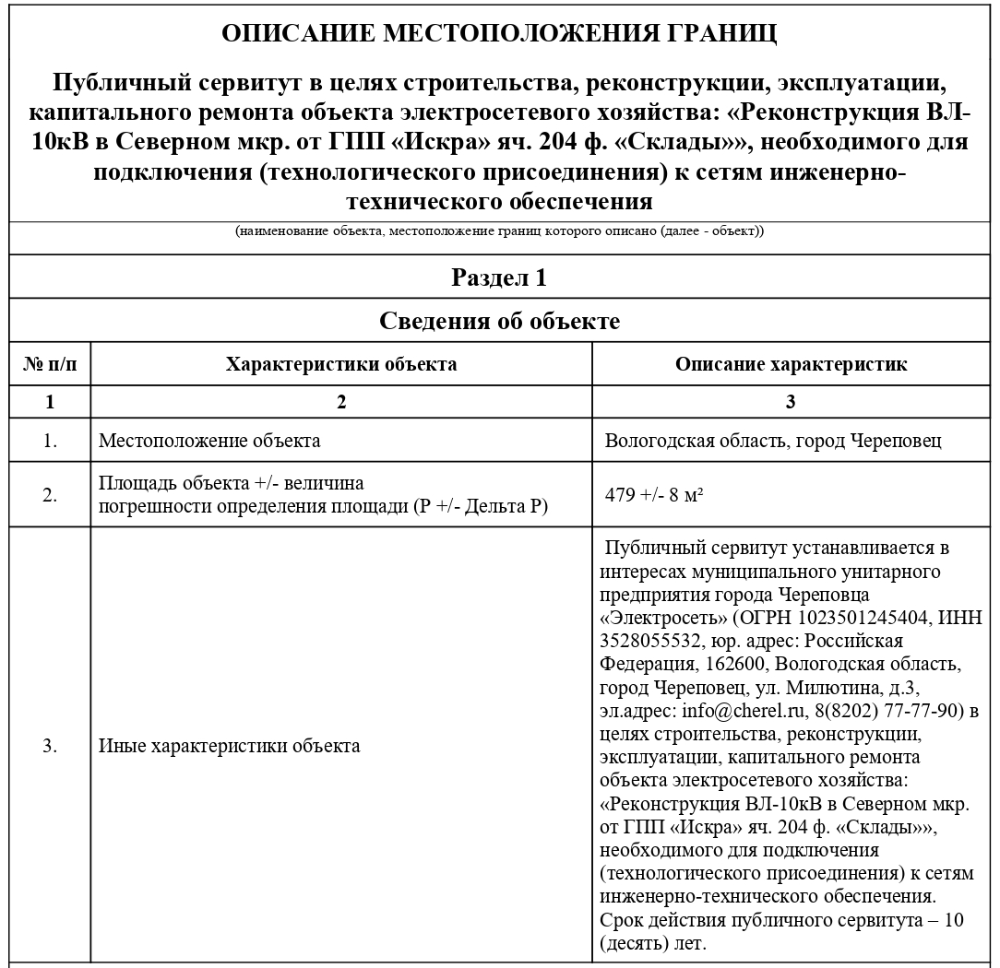 ОПИСАНИЕ МЕСТОПОЛОЖЕНИЯ ГРАНИЦ
Публичный сервитут в целях строительства, реконструкции, эксплуатации,
капитального ремонта объекта электросетевого хозяйства: «Реконструкция ВЛ-
10кВ в Северном мкр. от ГПП «Искра» яч. 204 ф. «Склады»», необходимого для
подключения (технологического присоединения) к сетям инженерно-
технического обеспечения
(наименование объекта, местоположение границ которого описано (далее - объект))
Раздел 1
Сведения об объекте
№ п/п
Характеристики объекта
Описание характеристик
1
2
3
1.
Местоположение объекта
Вологодская область, город Череповец
2.
Площадь объекта +/- величина
погрешности определения площади (P +/- Дельта P)
479 +/- 8 м²
3.
Иные характеристики объекта
Публичный сервитут устанавливается в
интересах муниципального унитарного
предприятия города Череповца
«Электросеть» (ОГРН 1023501245404, ИНН
3528055532, юр. адрес: Российская
Федерация, 162600, Вологодская область,
город Череповец, ул. Милютина, д.3,
эл.адрес: info@cherel.ru, 8(8202) 77-77-90) в
целях строительства, реконструкции,
эксплуатации, капитального ремонта
объекта электросетевого хозяйства:
«Реконструкция ВЛ-10кВ в Северном мкр.
от ГПП «Искра» яч. 204 ф. «Склады»»,
необходимого для подключения
(технологического присоединения) к сетям
инженерно-технического обеспечения.
Срок действия публичного сервитута – 10
(десять) лет.